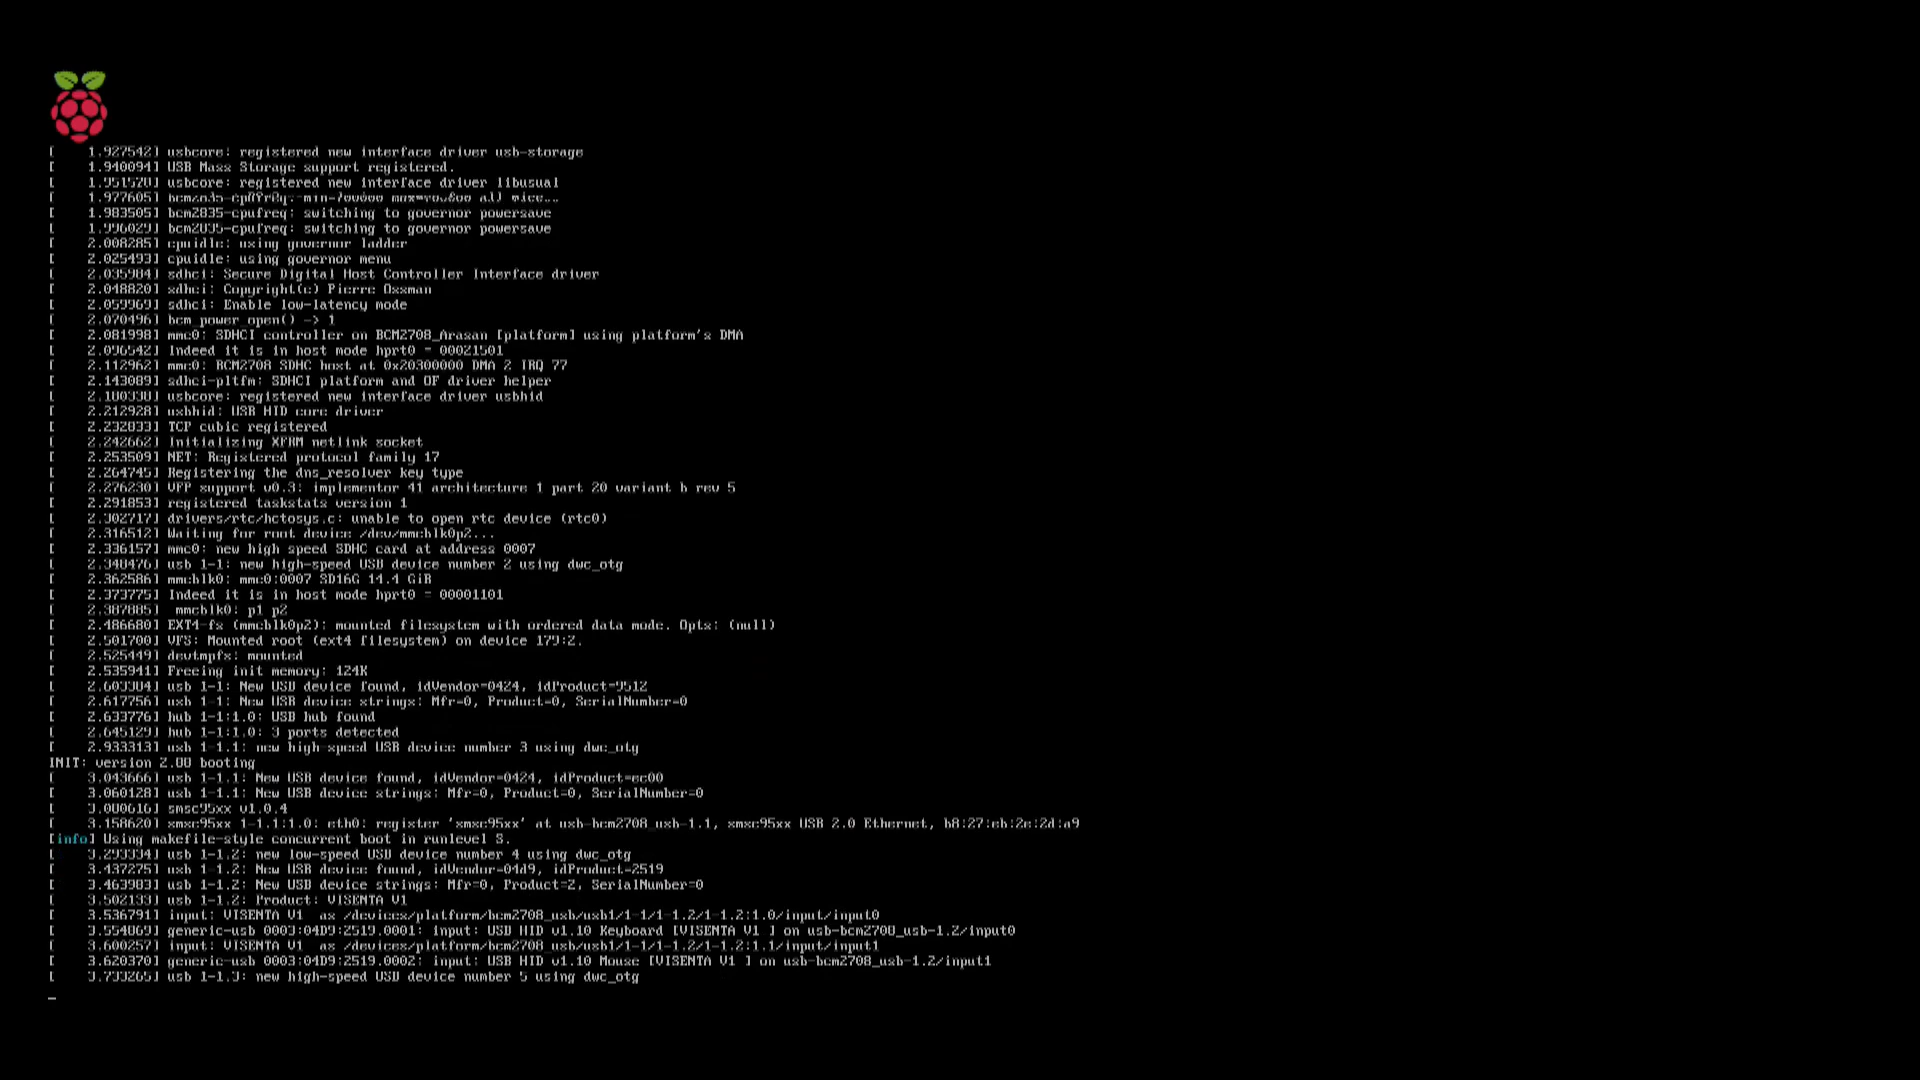 [    1.927542] usbcore: registered new interface driver usb-storage
[    1.940094] USB Mass Storage support registered.
[    1.951520] usbcore: registered new interface driver libusual
[    1.977605]
[    1.983505] bcm2835-cpufreq: switching to governor powersave
[    1.996029] bcm2835-cpufreq: switching to governor powersave
[    2.008285] cpuidle: using governor ladder
[    2.025493] cpuidle: using governor menu
[    2.035984] sdhci: Secure Digital Host Controller Interface driver
[    2.048820] sdhci: Copyright(c) Pierre Ossman
[    2.059969] sdhci: Enable low-latency mode
[    2.070496] bcm_power_open() -> 1
[    2.081998] mmc0: SDHCI controller on BCM2708_Arasan [platform] using platform's DMA
[    2.096542] Indeed it is in host mode hprt0 = 00021501
[    2.112962] mmc0: BCM2708 SDHC host at 0x20300000 DMA 2 IRQ 77
[    2.143089] sdhci-pltfm: SDHCI platform and OF driver helper
[    2.180338] usbcore: registered new interface driver usbhid
[    2.212928] usbhid: USB HID core driver
[    2.232833] TCP cubic registered
[    2.242662] Initializing XFRM netlink socket
[    2.253509] NET: Registered protocol family 17
[    2.264745] Registering the dns_resolver key type
[    2.276230] VFP support v0.3: implementor 41 architecture 1 part 20 variant b rev 5
[    2.291853] registered taskstats version 1
[    2.302717] drivers/rtc/hctosys.c: unable to open rtc device (rtc0)
[    2.316512] Waiting for root device /dev/mmcblk0p2...
[    2.336157] mmc0: new high speed SDHC card at address 0007
[    2.348476] usb 1-1: new high-speed USB device number 2 using dwc_otg
[    2.362586] mmcblk0: mmc0:0007 SD16G 14.4 GiB
[    2.373775] Indeed it is in host mode hprt0 = 00001101
[    2.387885]  mmcblk0: p1 p2
[    2.486680] EXT4-fs (mmcblk0p2): mounted filesystem with ordered data mode. Opts: (null)
[    2.501700] VFS: Mounted root (ext4 filesystem) on device 179:2.
[    2.525449] devtmpfs: mounted
[    2.535941] Freeing init memory: 124K
[    2.603384] usb 1-1: New USB device found, idVendor=0424, idProduct=9512
[    2.617756] usb 1-1: New USB device strings: Mfr=0, Product=0, SerialNumber=0
[    2.633776] hub 1-1:1.0: USB hub found
[    2.645129] hub 1-1:1.0: 3 ports detected
[    2.933313] usb 1-1.1: new high-speed USB device number 3 using dwc_otg
INIT: version 2.88 booting
[    3.043666] usb 1-1.1: New USB device found, idVendor=0424, idProduct=ec00
[    3.060128] usb 1-1.1: New USB device strings: Mfr=0, Product=0, SerialNumber=0
[    3.080616] smsc95xx v1.0.4
[    3.158620] smsc95xx 1-1.1:1.0: eth0: register 'smsc95xx' at usb-bcm2708_usb-1.1, smsc95xx USB 2.0 Ethernet, b8:27:eb:2e:2d:a9
[info] Using makefile-style concurrent boot in runlevel S.
[    3.293334] usb 1-1.2: new low-speed USB device number 4 using dwc_otg
[    3.437275] usb 1-1.2: New USB device found, idVendor=04d9, idProduct=2519
[    3.463983] usb 1-1.2: New USB device strings: Mfr=0, Product=2, SerialNumber=0
[    3.502133] usb 1-1.2: Product: VISENTA V1
[    3.536791] input: VISENTA V1  as /devices/platform/bcm2708_usb/usb1/1-1/1-1.2/1-1.2:1.0/input/input0
[    3.554869] generic-usb 0003:04D9:2519.0001: input: USB HID v1.10 Keyboard [VISENTA V1 ] on usb-bcm2708_usb-1.2/input0
[    3.600257] input: VISENTA V1  as /devices/platform/bcm2708_usb/usb1/1-1/1-1.2/1-1.2:1.1/input/input1
[    3.620370] generic-usb 0003:04D9:2519.0002: input: USB HID v1.10 Mouse [VISENTA V1 ] on usb-bcm2708_usb-1.2/input1
[    3.733265] usb 1-1.3: new high-speed USB device number 5 using dwc_otg
_